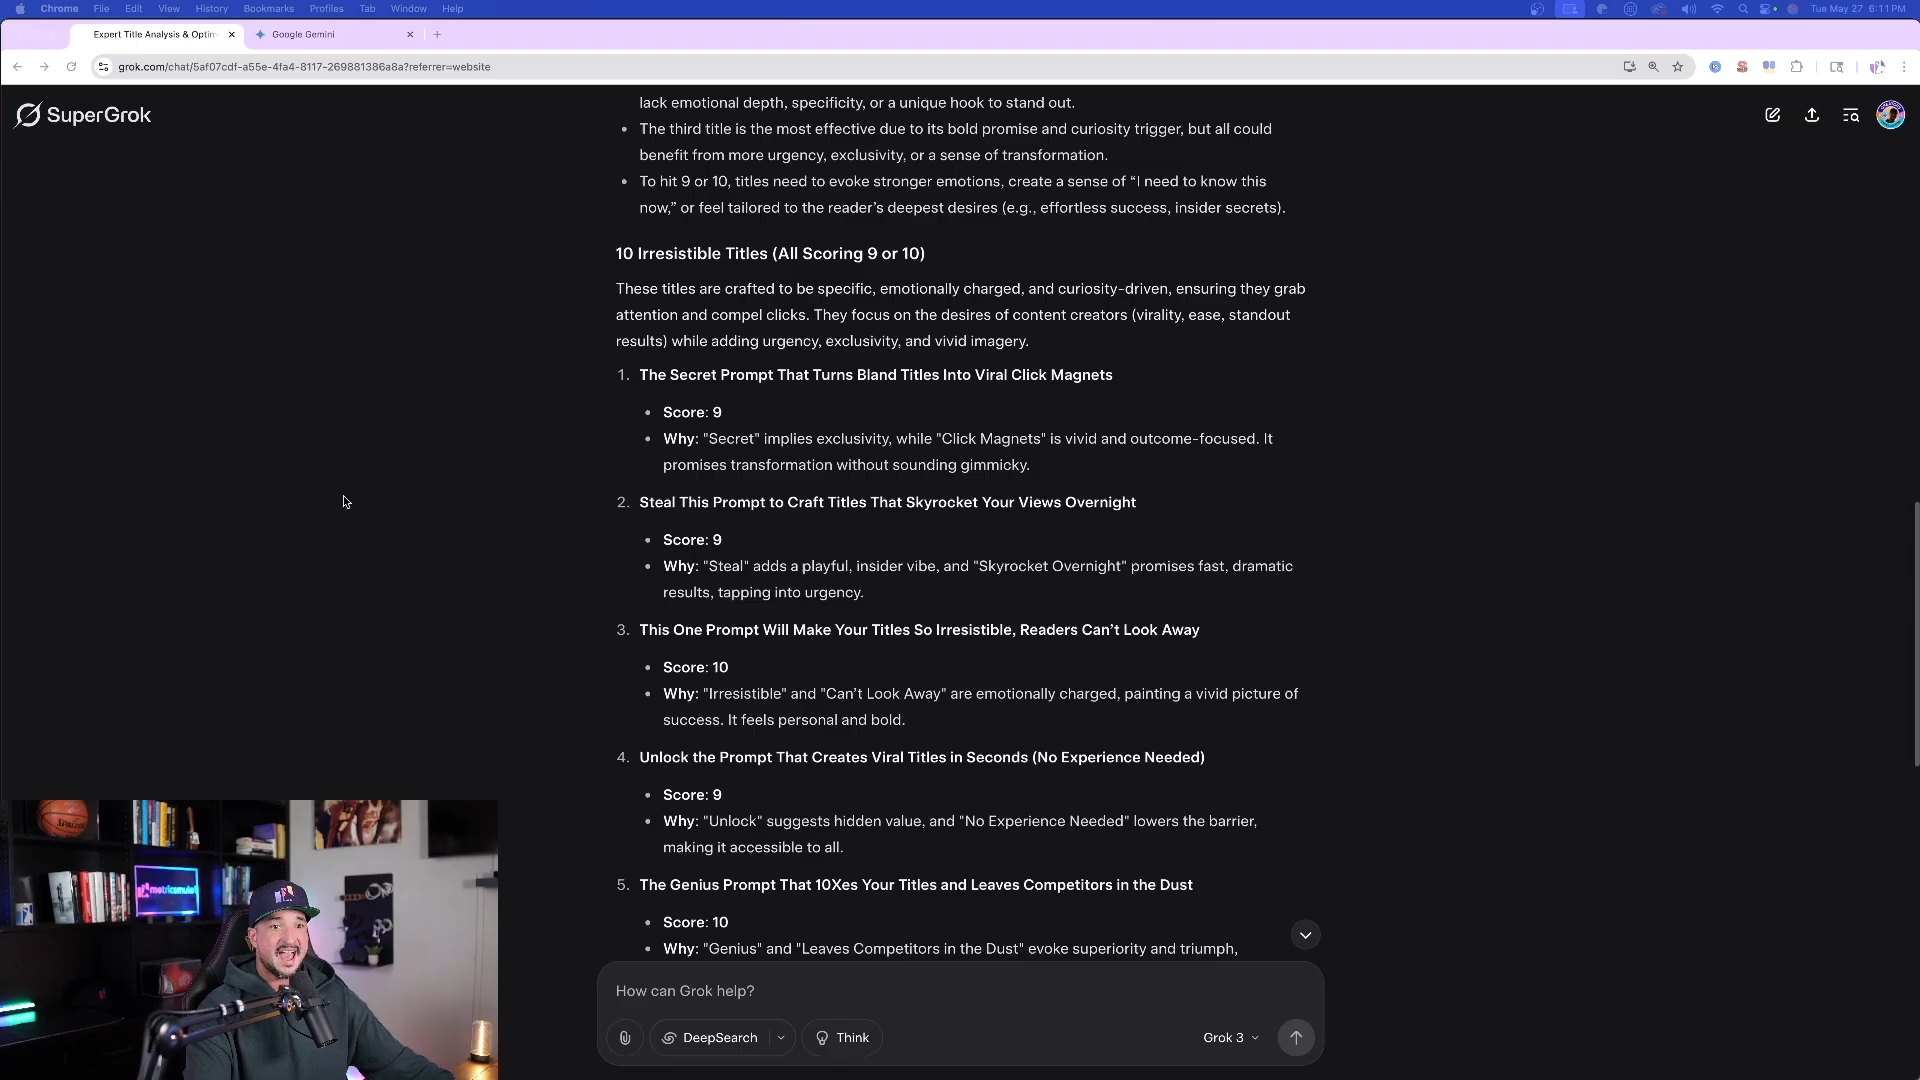 Chrome File Edit View History Bookmarks Profiles Tab Window Help
Tue May 27 6:11 PM
Expert Title Analysis & Optim
Google Gemini
grok.com/chat/5af07cdf-a55e-4fa4-8117-269881386a8a?referrer=website
SuperGrok
lack emotional depth, specificity, or a unique hook to stand out.
• The third title is the most effective due to its bold promise and curiosity trigger, but all could
benefit from more urgency, exclusivity, or a sense of transformation.
• To hit 9 or 10, titles need to evoke stronger emotions, create a sense of “I need to know this
now,” or feel tailored to the reader’s deepest desires (e.g., effortless success, insider secrets).
10 Irresistible Titles (All Scoring 9 or 10)
These titles are crafted to be specific, emotionally charged, and curiosity-driven, ensuring they grab
attention and compel clicks. They focus on the desires of content creators (virality, ease, standout
results) while adding urgency, exclusivity, and vivid imagery.
1. The Secret Prompt That Turns Bland Titles Into Viral Click Magnets
• Score: 9
• Why: "Secret" implies exclusivity, while "Click Magnets" is vivid and outcome-focused. It
promises transformation without sounding gimmicky.
2. Steal This Prompt to Craft Titles That Skyrocket Your Views Overnight
• Score: 9
• Why: "Steal" adds a playful, insider vibe, and "Skyrocket Overnight" promises fast, dramatic
results, tapping into urgency.
3. This One Prompt Will Make Your Titles So Irresistible, Readers Can’t Look Away
• Score: 10
• Why: "Irresistible" and "Can’t Look Away" are emotionally charged, painting a vivid picture of
success. It feels personal and bold.
4. Unlock the Prompt That Creates Viral Titles in Seconds (No Experience Needed)
• Score: 9
• Why: "Unlock" suggests hidden value, and "No Experience Needed" lowers the barrier,
making it accessible to all.
5. The Genius Prompt That 10Xes Your Titles and Leaves Competitors in the Dust
• Score: 10
• Why: "Genius" and "Leaves Competitors in the Dust" evoke superiority and triumph,
How can Grok help?
DeepSearch
Think
Grok 3
SPALDING
metricsmule